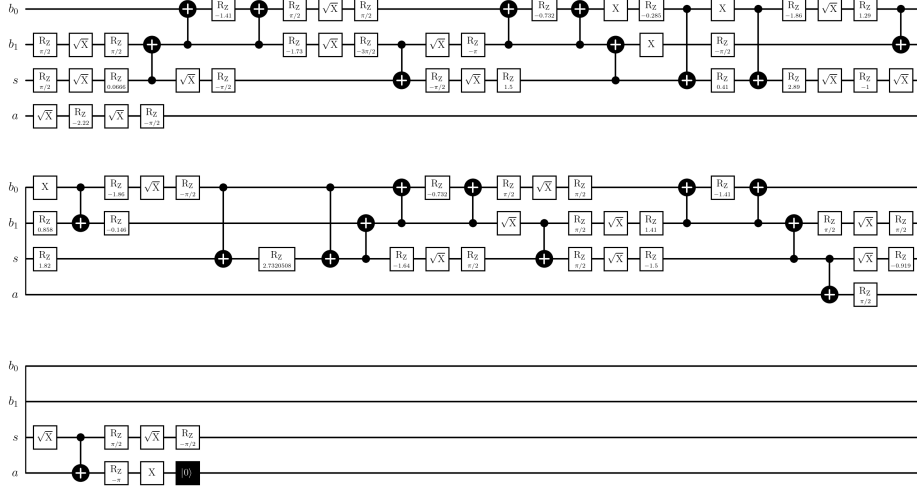 b0 RZ −1.41 RZ π/2 √X RZ π/2 RZ −0.732 X RZ −0.285 X RZ −1.86 √X RZ 1.29
b1 RZ π/2 √X RZ π/2 RZ −1.73 √X RZ −3π/2 √X RZ −π X RZ −π/2
s RZ π/2 √X RZ 0.0666 √X RZ −π/2 RZ −π/2 √X RZ 1.5 RZ 0.41 RZ 2.89 √X RZ −1 √X
a √X RZ −2.22 √X RZ −π/2
b0 X RZ −1.86 √X RZ −π/2 RZ −0.732 RZ π/2 √X RZ π/2 RZ −1.41
b1 RZ 0.858 RZ −0.146 √X RZ π/2 √X RZ 1.41 RZ π/2 √X RZ π/2
s RZ 1.82 RZ 2.7320508 RZ −1.64 √X RZ π/2 RZ π/2 √X RZ −1.5 √X RZ −0.919
a RZ π/2
b0
b1
s √X RZ π/2 √X RZ −π/2
a RZ −π X |0⟩